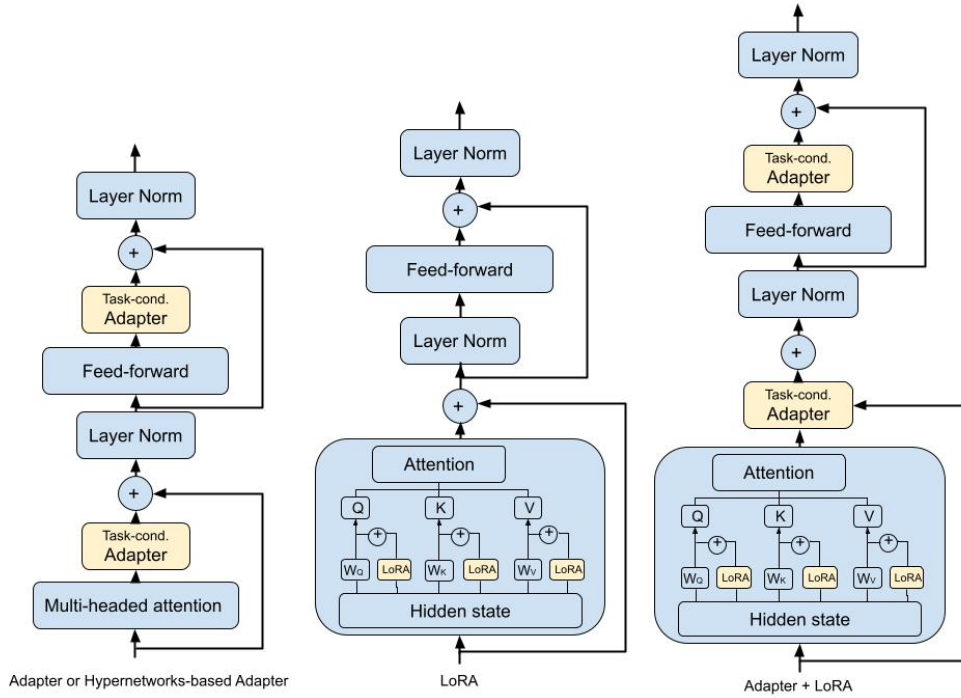 Layer Norm
+
Task-cond.
Adapter
Feed-forward
Layer Norm
+
Task-cond.
Adapter
Multi-headed attention
Adapter or Hypernetworks-based Adapter
Layer Norm
+
Feed-forward
Layer Norm
+
Attention
Q K V
+ + +
WQ LoRA WK LoRA WV LoRA
Hidden state
LoRA
Layer Norm
+
Task-cond.
Adapter
Feed-forward
Layer Norm
+
Task-cond.
Adapter
Attention
Q K V
+ + +
WQ LoRA WK LoRA WV LoRA
Hidden state
Adapter + LoRA